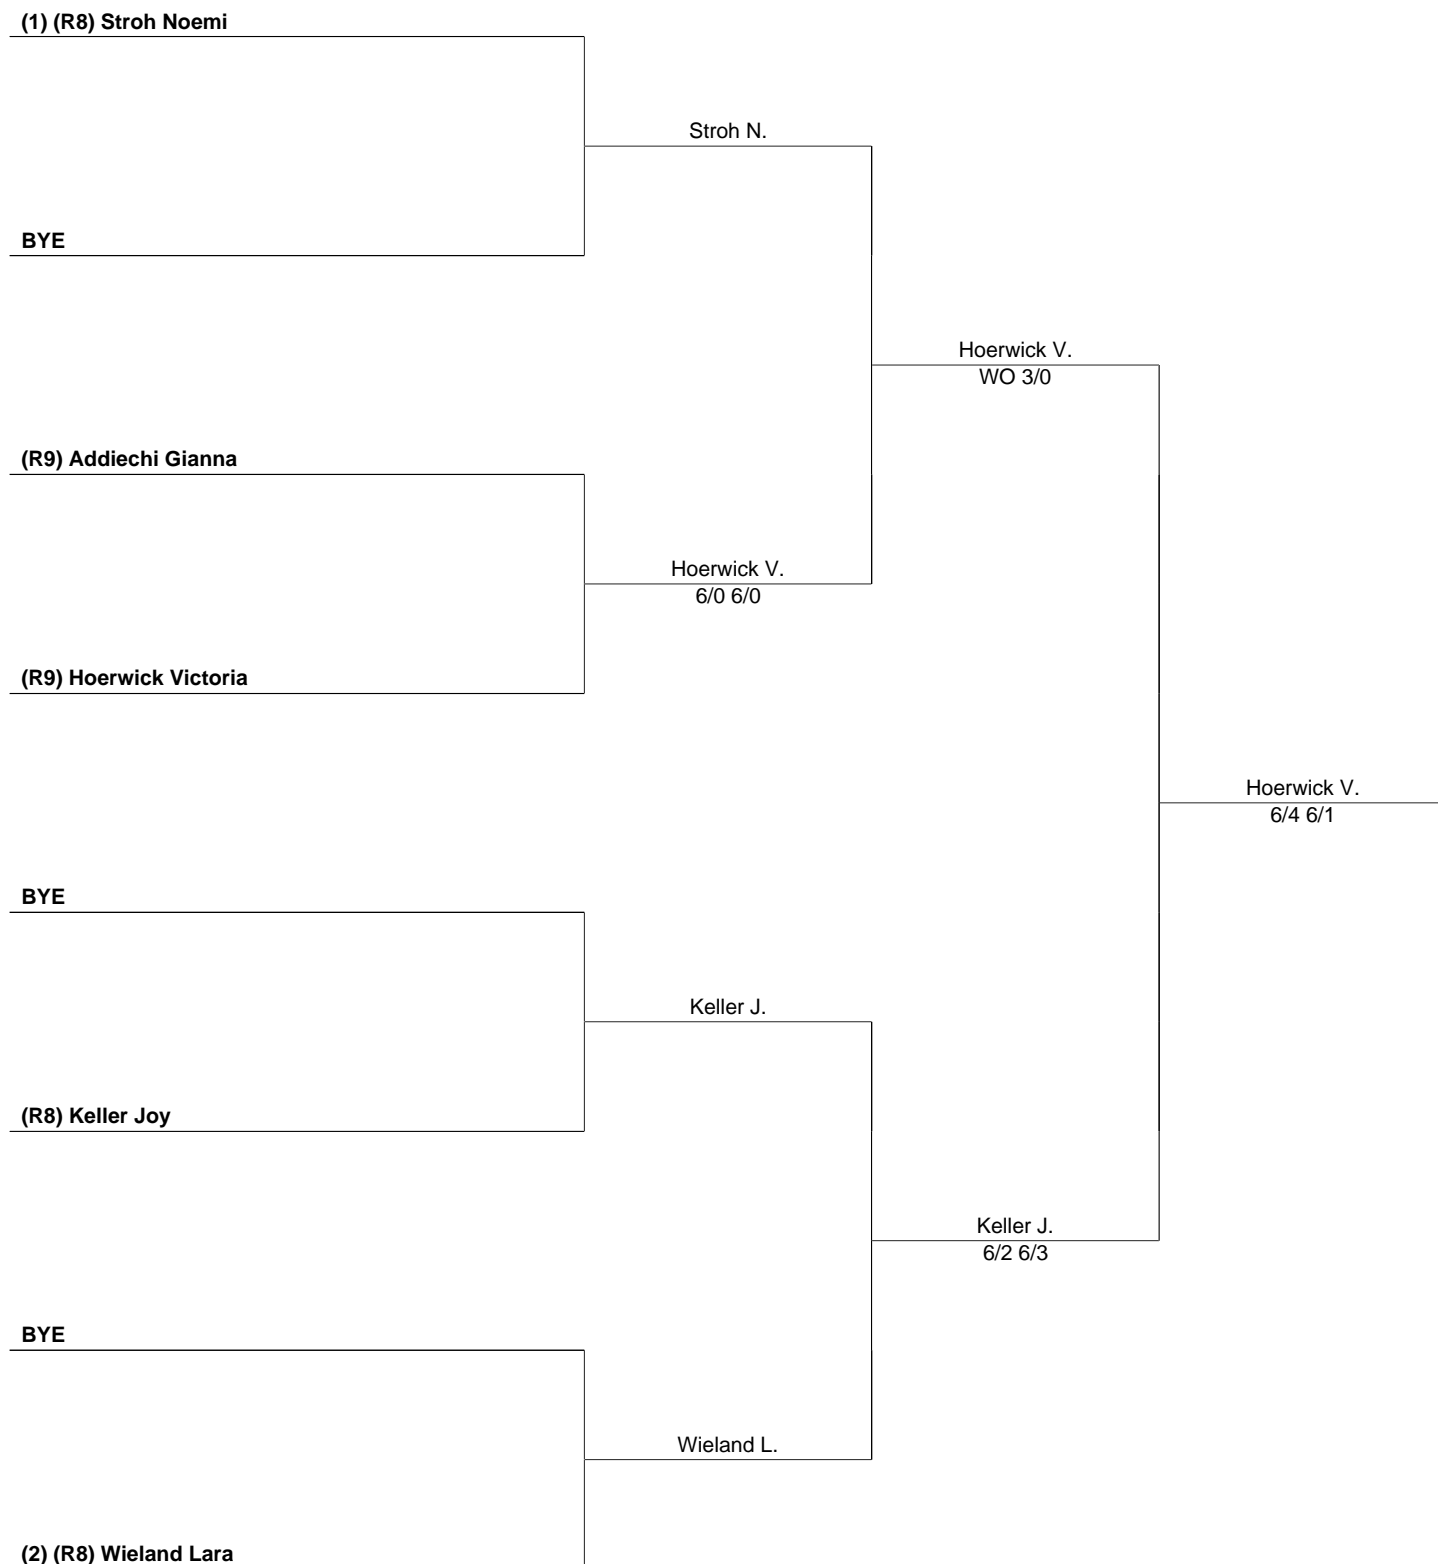 (1) (R8) Stroh Noemi
Stroh N.
BYE
Hoerwick V.
WO 3/0
(R9) Addiechi Gianna
Hoerwick V.
6/0 6/0
(R9) Hoerwick Victoria
Hoerwick V.
6/4 6/1
BYE
Keller J.
(R8) Keller Joy
Keller J.
6/2 6/3
BYE
Wieland L.
(2) (R8) Wieland Lara